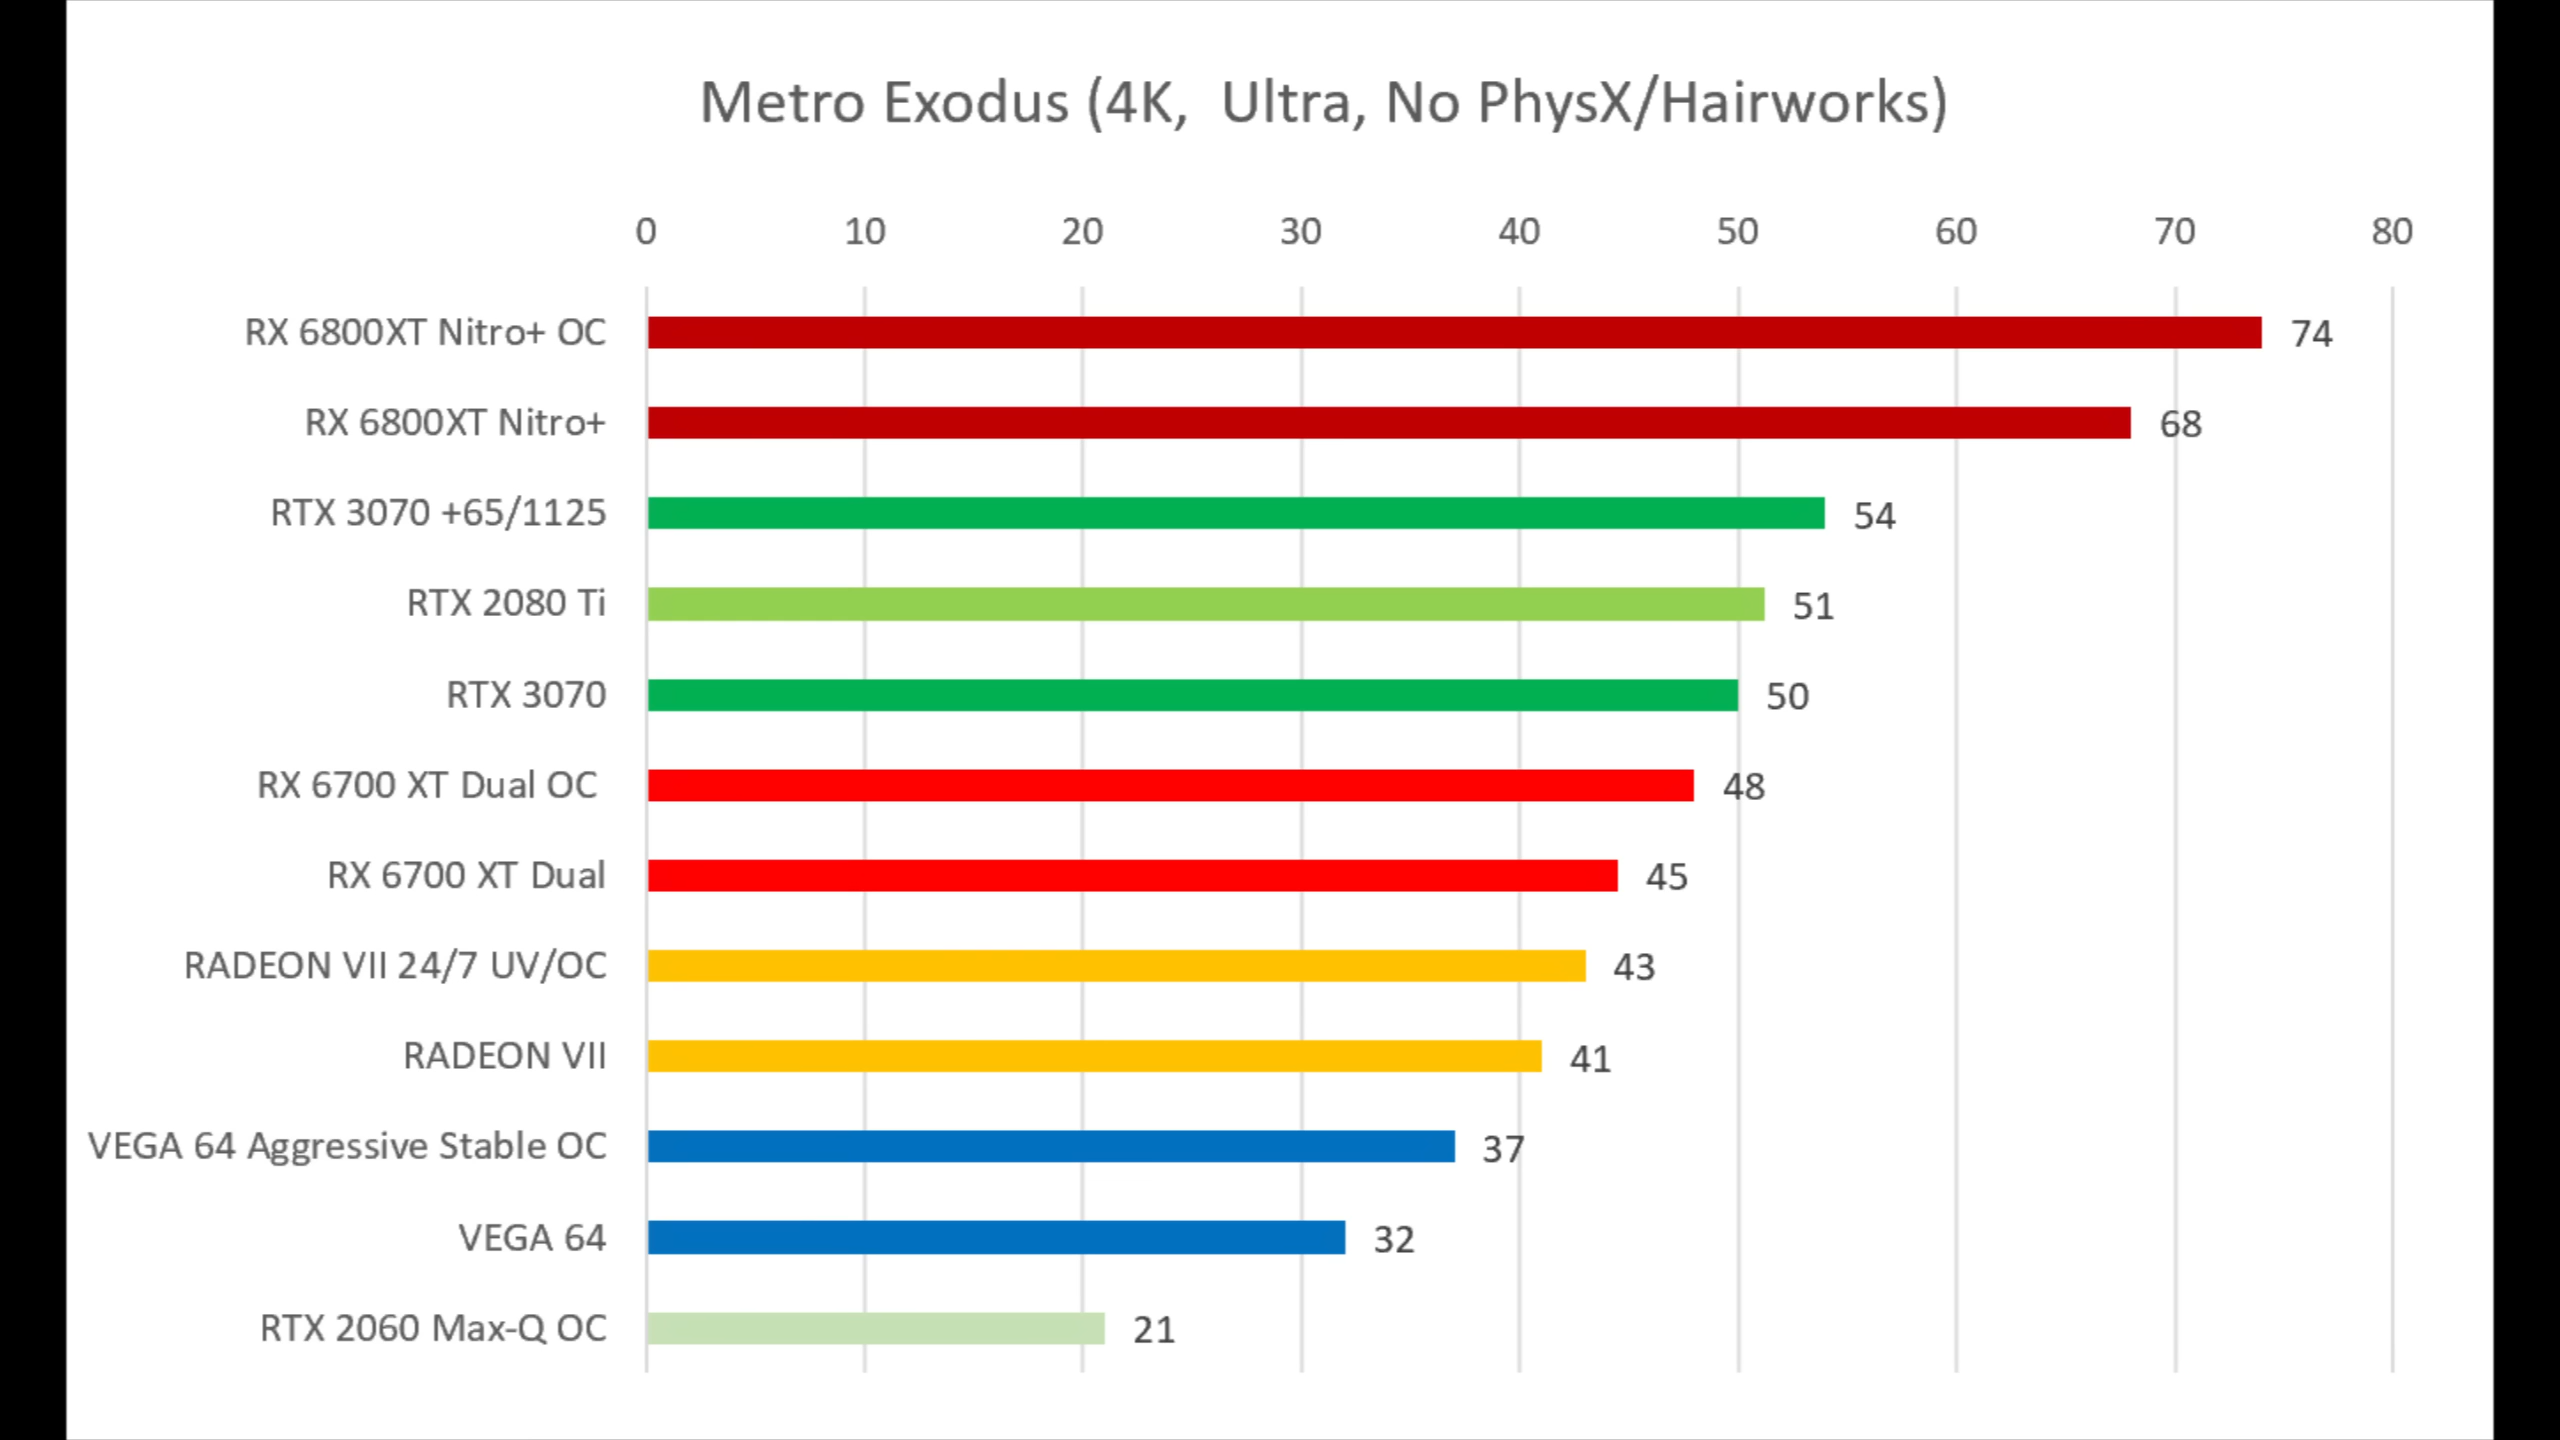 Metro Exodus (4K,  Ultra, No PhysX/Hairworks)
0 10 20 30 40 50 60 70 80
RX 6800XT Nitro+ OC 74
RX 6800XT Nitro+ 68
RTX 3070 +65/1125 54
RTX 2080 Ti 51
RTX 3070 50
RX 6700 XT Dual OC 48
RX 6700 XT Dual 45
RADEON VII 24/7 UV/OC 43
RADEON VII 41
VEGA 64 Aggressive Stable OC 37
VEGA 64 32
RTX 2060 Max-Q OC 21